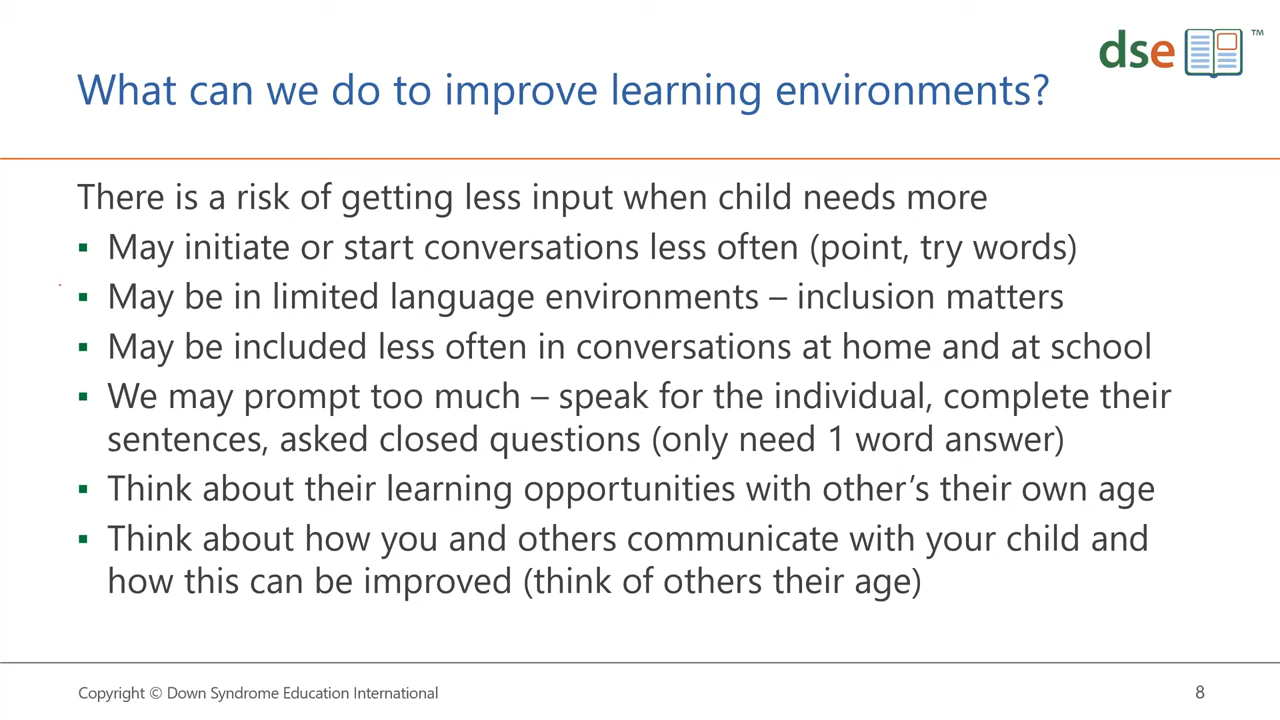 dse ™
What can we do to improve learning environments?
There is a risk of getting less input when child needs more
▪ May initiate or start conversations less often (point, try words)
▪ May be in limited language environments – inclusion matters
▪ May be included less often in conversations at home and at school
▪ We may prompt too much – speak for the individual, complete their
sentences, asked closed questions (only need 1 word answer)
▪ Think about their learning opportunities with other’s their own age
▪ Think about how you and others communicate with your child and
how this can be improved (think of others their age)
Copyright © Down Syndrome Education International
8